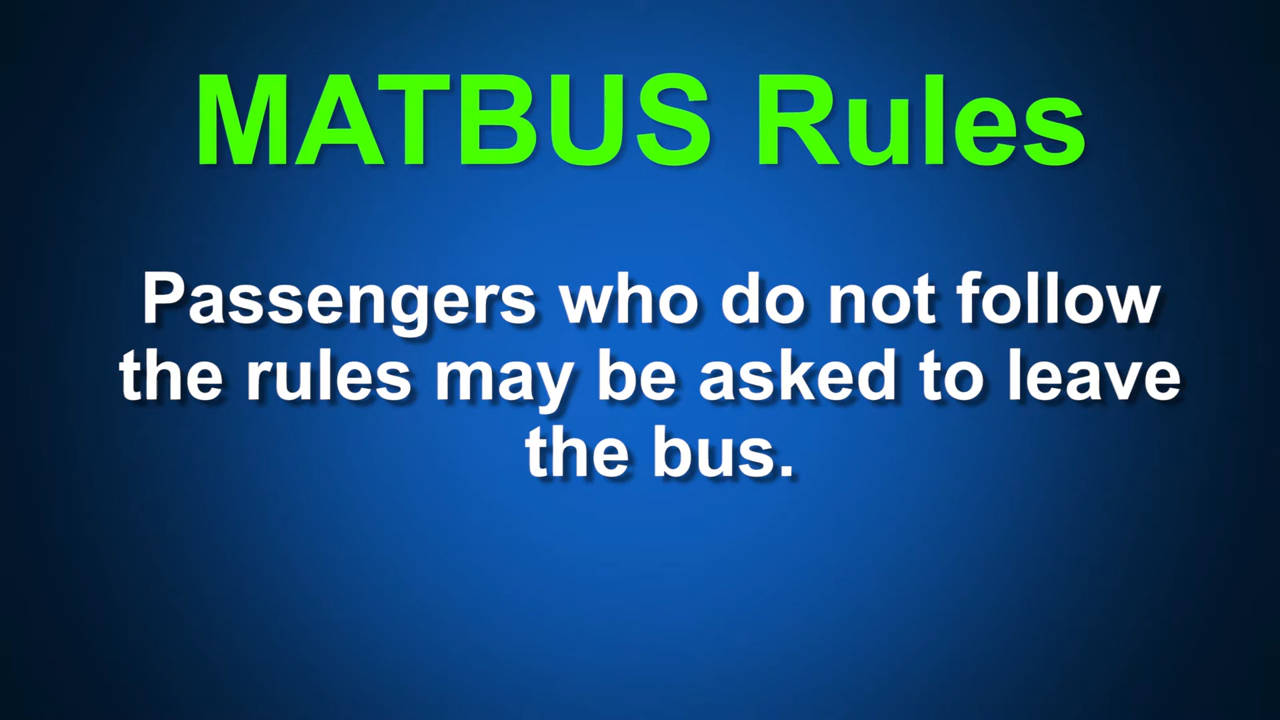 MATBUS Rules
Passengers who do not follow
the rules may be asked to leave
the bus.